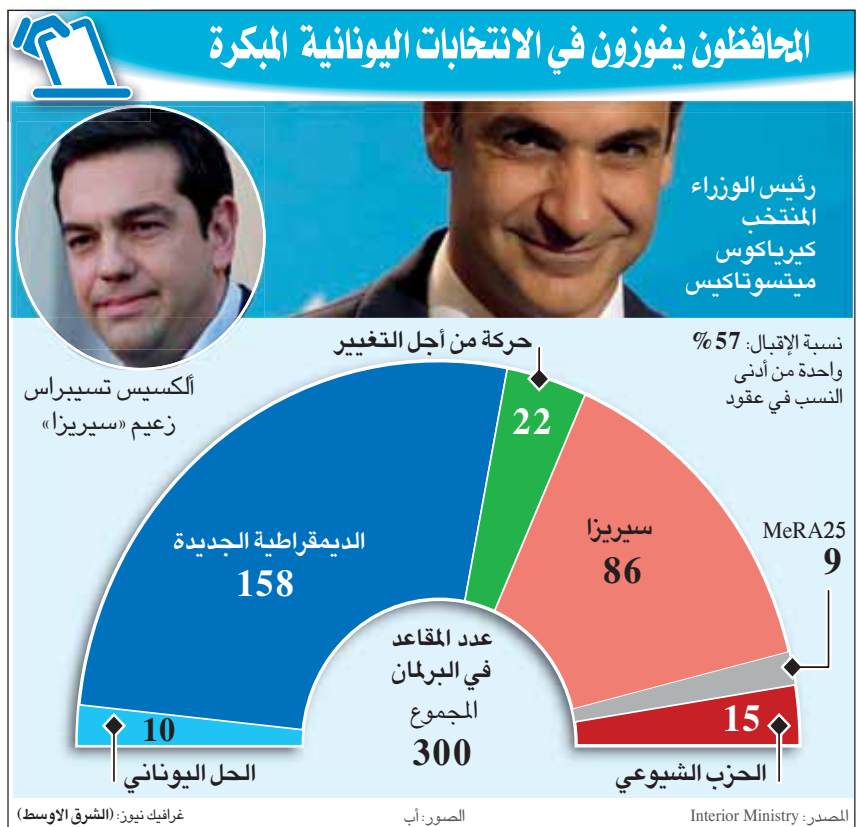 المحافظون يفوزون في الانتخابات اليونانية المبكرة
رئيس الوزراء
المنتخب
كيرياكوس
ميتسوتاكيس
ألكسيس تسيبراس
زعيم «سيريزا»
نسبة الإقبال: 57 %
واحدة من أدنى
النسب في عقود
حركة من أجل التغيير
22
الديمقراطية الجديدة
158
سيريزا
86
MeRA25
9
عدد المقاعد
في البرلمان
المجموع
300
15
الحزب الشيوعي
10
الحل اليوناني
المصدر: Interior Ministry
الصور: أب
غرافيك نيوز: (الشرق الاوسط)